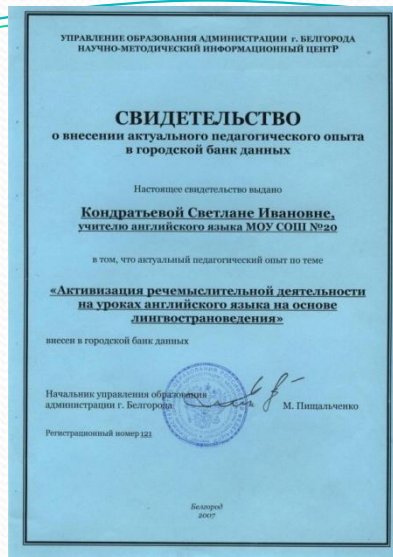 УПРАВЛЕНИЕ ОБРАЗОВАНИЯ АДМИНИСТРАЦИИ г. БЕЛГОРОДА
НАУЧНО-МЕТОДИЧЕСКИЙ ИНФОРМАЦИОННЫЙ ЦЕНТР
СВИДЕТЕЛЬСТВО
о внесении актуального педагогического опыта
в городской банк данных
Настоящее свидетельство выдано
Кондратьевой Светлане Ивановне,
учителю английского языка МОУ СОШ №20
в том, что актуальный педагогический опыт по теме
«Активизация речемыслительной деятельности
на уроках английского языка на основе
лингвострановедения»
внесен в городской банк данных
Начальник управления образования
администрации г. Белгорода М. Пищальченко
Регистрационный номер 121
Белгород
2007